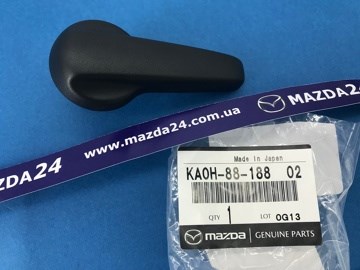 MAZDA24
www.mazda24.com.ua
MAZDA24
Made in Japan
KA0H-88-188 02
QTY 1 LOT 0G13
mazda GENUINE PARTS